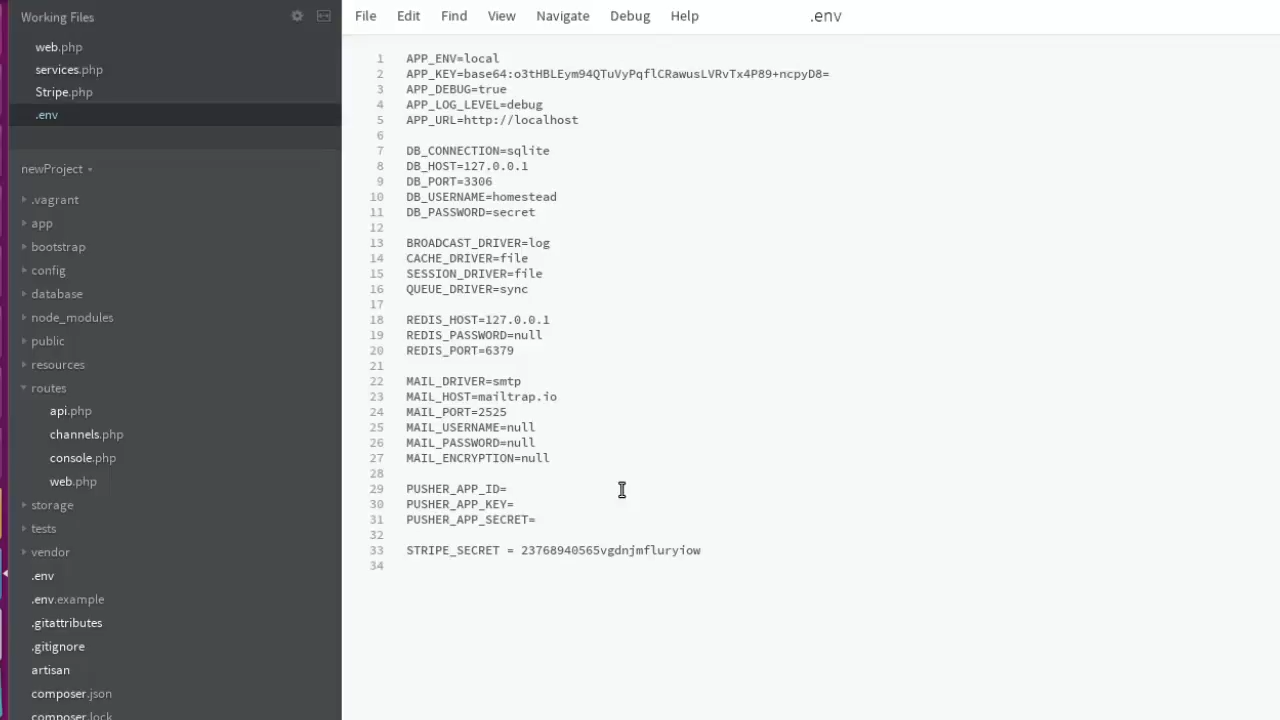 Working Files
web.php
services.php
Stripe.php
.env
newProject
.vagrant
app
bootstrap
config
database
node_modules
public
resources
routes
api.php
channels.php
console.php
web.php
storage
tests
vendor
.env
.env.example
.gitattributes
.gitignore
artisan
composer.json
composer.lock
File Edit Find View Navigate Debug Help .env
1 APP_ENV=local
2 APP_KEY=base64:o3tHBLEym94QTuVyPqflCRawusLVRvTx4P89+ncpyD8=
3 APP_DEBUG=true
4 APP_LOG_LEVEL=debug
5 APP_URL=http://localhost
6
7 DB_CONNECTION=sqlite
8 DB_HOST=127.0.0.1
9 DB_PORT=3306
10 DB_USERNAME=homestead
11 DB_PASSWORD=secret
12
13 BROADCAST_DRIVER=log
14 CACHE_DRIVER=file
15 SESSION_DRIVER=file
16 QUEUE_DRIVER=sync
17
18 REDIS_HOST=127.0.0.1
19 REDIS_PASSWORD=null
20 REDIS_PORT=6379
21
22 MAIL_DRIVER=smtp
23 MAIL_HOST=mailtrap.io
24 MAIL_PORT=2525
25 MAIL_USERNAME=null
26 MAIL_PASSWORD=null
27 MAIL_ENCRYPTION=null
28
29 PUSHER_APP_ID=
30 PUSHER_APP_KEY=
31 PUSHER_APP_SECRET=
32
33 STRIPE_SECRET = 23768940565vgdnjmfluryiow
34